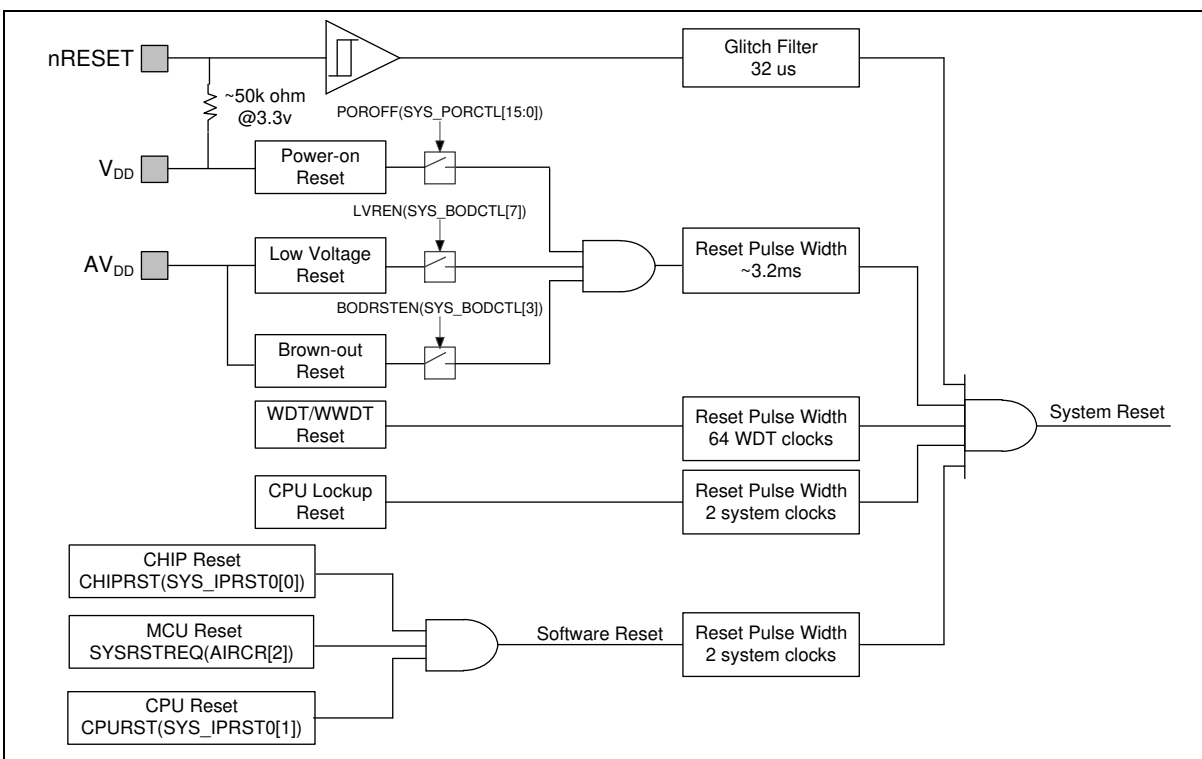 nRESET
Glitch Filter
32 us
~50k ohm
@3.3v
POROFF(SYS_PORCTL[15:0])
VDD
Power-on
Reset
LVREN(SYS_BODCTL[7])
AVDD
Low Voltage
Reset
Reset Pulse Width
~3.2ms
BODRSTEN(SYS_BODCTL[3])
Brown-out
Reset
WDT/WWDT
Reset
Reset Pulse Width
64 WDT clocks
System Reset
CPU Lockup
Reset
Reset Pulse Width
2 system clocks
CHIP Reset
CHIPRST(SYS_IPRST0[0])
MCU Reset
SYSRSTREQ(AIRCR[2])
Software Reset
Reset Pulse Width
2 system clocks
CPU Reset
CPURST(SYS_IPRST0[1])